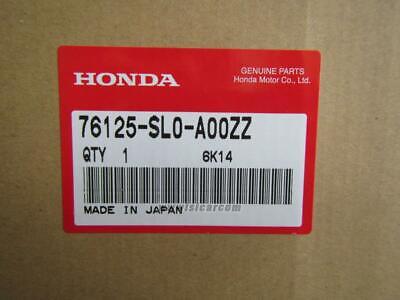 HONDA
GENUINE PARTS
Honda Motor Co., Ltd.
76125-SL0-A00ZZ
QTY 1 6K14
MADE IN JAPAN